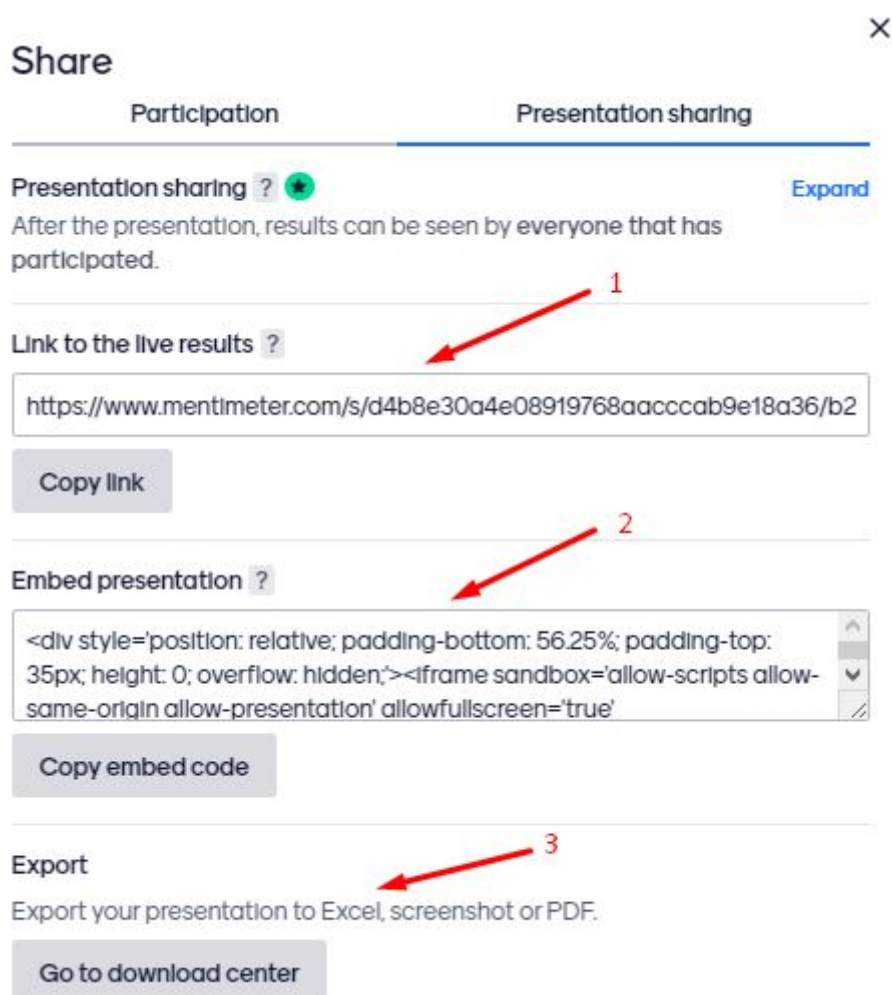 Share
Participation
Presentation sharing
Presentation sharing ?
Expand
After the presentation, results can be seen by everyone that has
participated.
1
Link to the live results ?
https://www.mentimeter.com/s/d4b8e30a4e08919768aacccab9e18a36/b2
Copy link
2
Embed presentation ?
<div style='position: relative; padding-bottom: 56.25%; padding-top:
35px; height: 0; overflow: hidden;'><iframe sandbox='allow-scripts allow-
same-origin allow-presentation' allowfullscreen='true'
Copy embed code
3
Export
Export your presentation to Excel, screenshot or PDF.
Go to download center